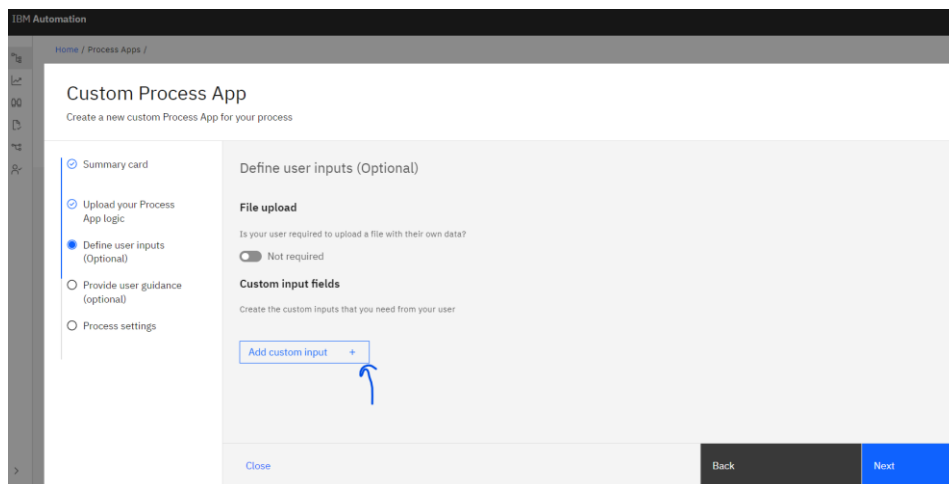 IBM Automation
Home / Process Apps /
Custom Process App
Create a new custom Process App for your process
Summary card
Upload your Process
App logic
Define user inputs
(Optional)
Provide user guidance
(optional)
Process settings
Define user inputs (Optional)
File upload
Is your user required to upload a file with their own data?
Not required
Custom input fields
Create the custom inputs that you need from your user
Add custom input +
Close
Back
Next